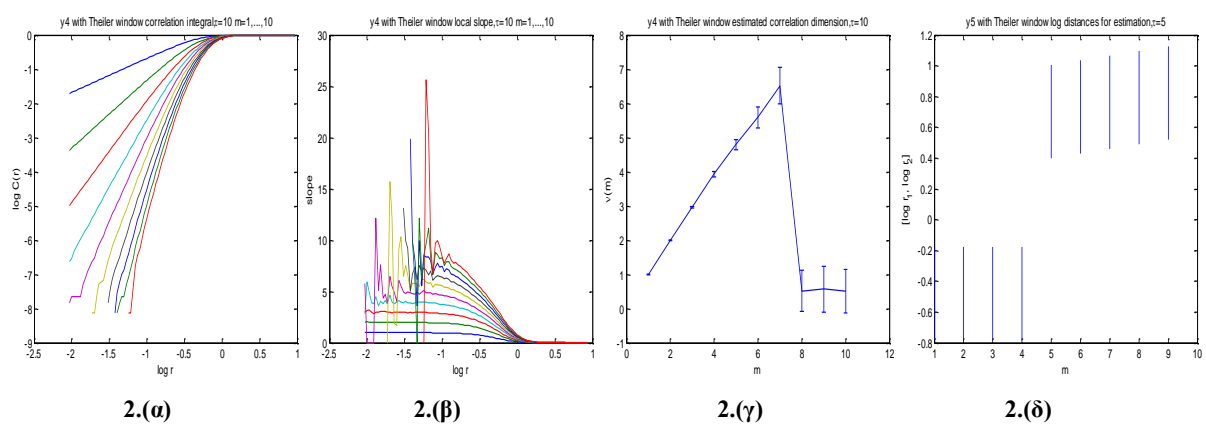 y4 with Theiler window correlation integral,τ=10 m=1,...,10
0
-1
-2
-3
-4
-5
-6
-7
-8
-9
log C(r)
-2.5 -2 -1.5 -1 -0.5 0 0.5 1
log r
2.(α)
y4 with Theiler window local slope,τ=10 m=1,...,10
30
25
20
15
10
5
0
slope
-2.5 -2 -1.5 -1 -0.5 0 0.5 1
log r
2.(β)
y4 with Theiler window estimated correlation dimension,τ=10
8
7
6
5
4
3
2
1
0
-1
ν(m)
0 2 4 6 8 10 12
m
2.(γ)
y5 with Theiler window log distances for estimation,τ=5
1.2
1
0.8
0.6
0.4
0.2
0
-0.2
-0.4
-0.6
-0.8
[log r1, log r2]
1 2 3 4 5 6 7 8 9 10
m
2.(δ)